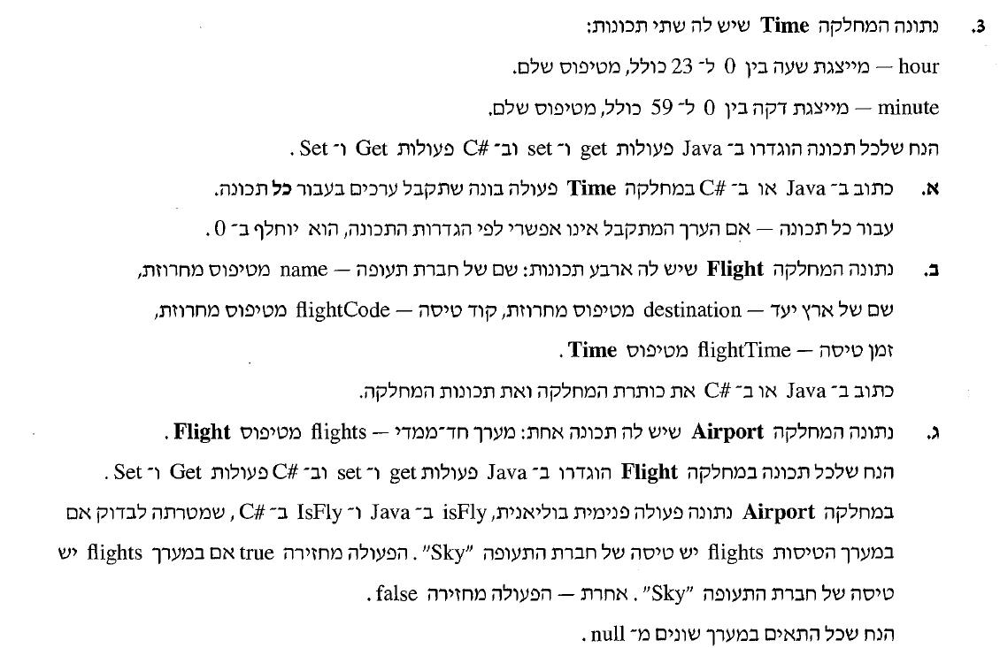 3. נתונה המחלקה Time שיש לה שתי תכונות:
hour — מייצגת שעה בין 0 ל־ 23 כולל, מטיפוס שלם.
minute — מייצגת דקה בין 0 ל־ 59 כולל, מטיפוס שלם.
הנח שלכל תכונה הוגדרו ב־ Java פעולות get ו־ set וב־ C# פעולות Get ו־ Set .
א. כתוב ב־ Java או ב־ C# במחלקה Time פעולה בונה שתקבל ערכים בעבור כל תכונה.
עבור כל תכונה — אם הערך המתקבל אינו אפשרי לפי הגדרות התכונה, הוא יוחלף ב־ 0 .
ב. נתונה המחלקה Flight שיש לה ארבע תכונות: שם של חברת תעופה — name מטיפוס מחרוזת,
שם של ארץ יעד — destination מטיפוס מחרוזת, קוד טיסה — flightCode מטיפוס מחרוזת,
זמן טיסה — flightTime מטיפוס Time .
כתוב ב־ Java או ב־ C# את כותרת המחלקה ואת תכונות המחלקה.
ג. נתונה המחלקה Airport שיש לה תכונה אחת: מערך חד־ממדי — flights מטיפוס Flight .
הנח שלכל תכונה במחלקה Flight הוגדרו ב־ Java פעולות get ו־ set וב־ C# פעולות Get ו־ Set .
במחלקה Airport נתונה פעולה פנימית בוליאנית, isFly ב־ Java ו־ IsFly ב־ C# , שמטרתה לבדוק אם
במערך הטיסות flights יש טיסה של חברת התעופה "Sky" . הפעולה מחזירה true אם במערך flights יש
טיסה של חברת התעופה "Sky" . אחרת — הפעולה מחזירה false .
הנח שכל התאים במערך שונים מ־ null .